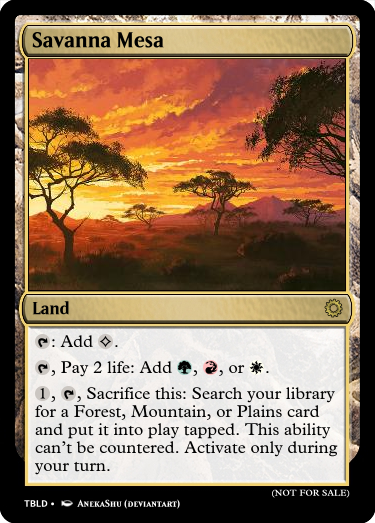 Savanna Mesa
Land
: Add .
, Pay 2 life: Add , , or .
1, , Sacrifice this: Search your library
for a Forest, Mountain, or Plains card
and put it into play tapped. This ability
can't be countered. Activate only during
your turn.
(NOT FOR SALE)
TBLD • AnekaShu (deviantart)